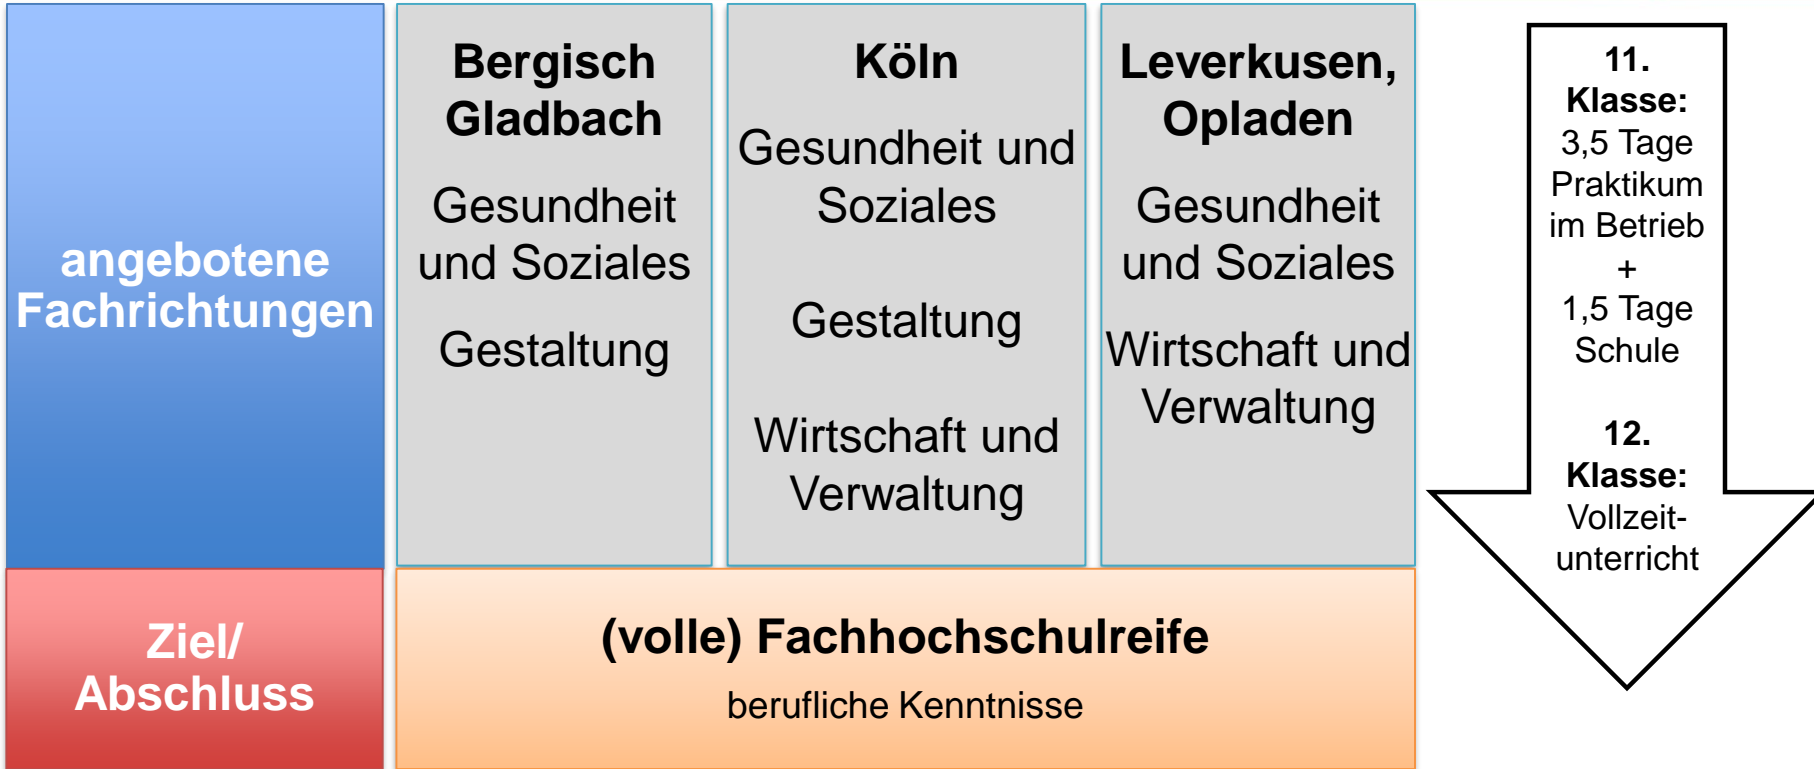 angebotene
Fachrichtungen
Bergisch
Gladbach
Gesundheit
und Soziales
Gestaltung
Köln
Gesundheit und
Soziales
Gestaltung
Wirtschaft und
Verwaltung
Leverkusen,
Opladen
Gesundheit
und Soziales
Wirtschaft und
Verwaltung
11.
Klasse:
3,5 Tage
Praktikum
im Betrieb
+
1,5 Tage
Schule
12.
Klasse:
Vollzeit-
unterricht
Ziel/
Abschluss
(volle) Fachhochschulreife
berufliche Kenntnisse